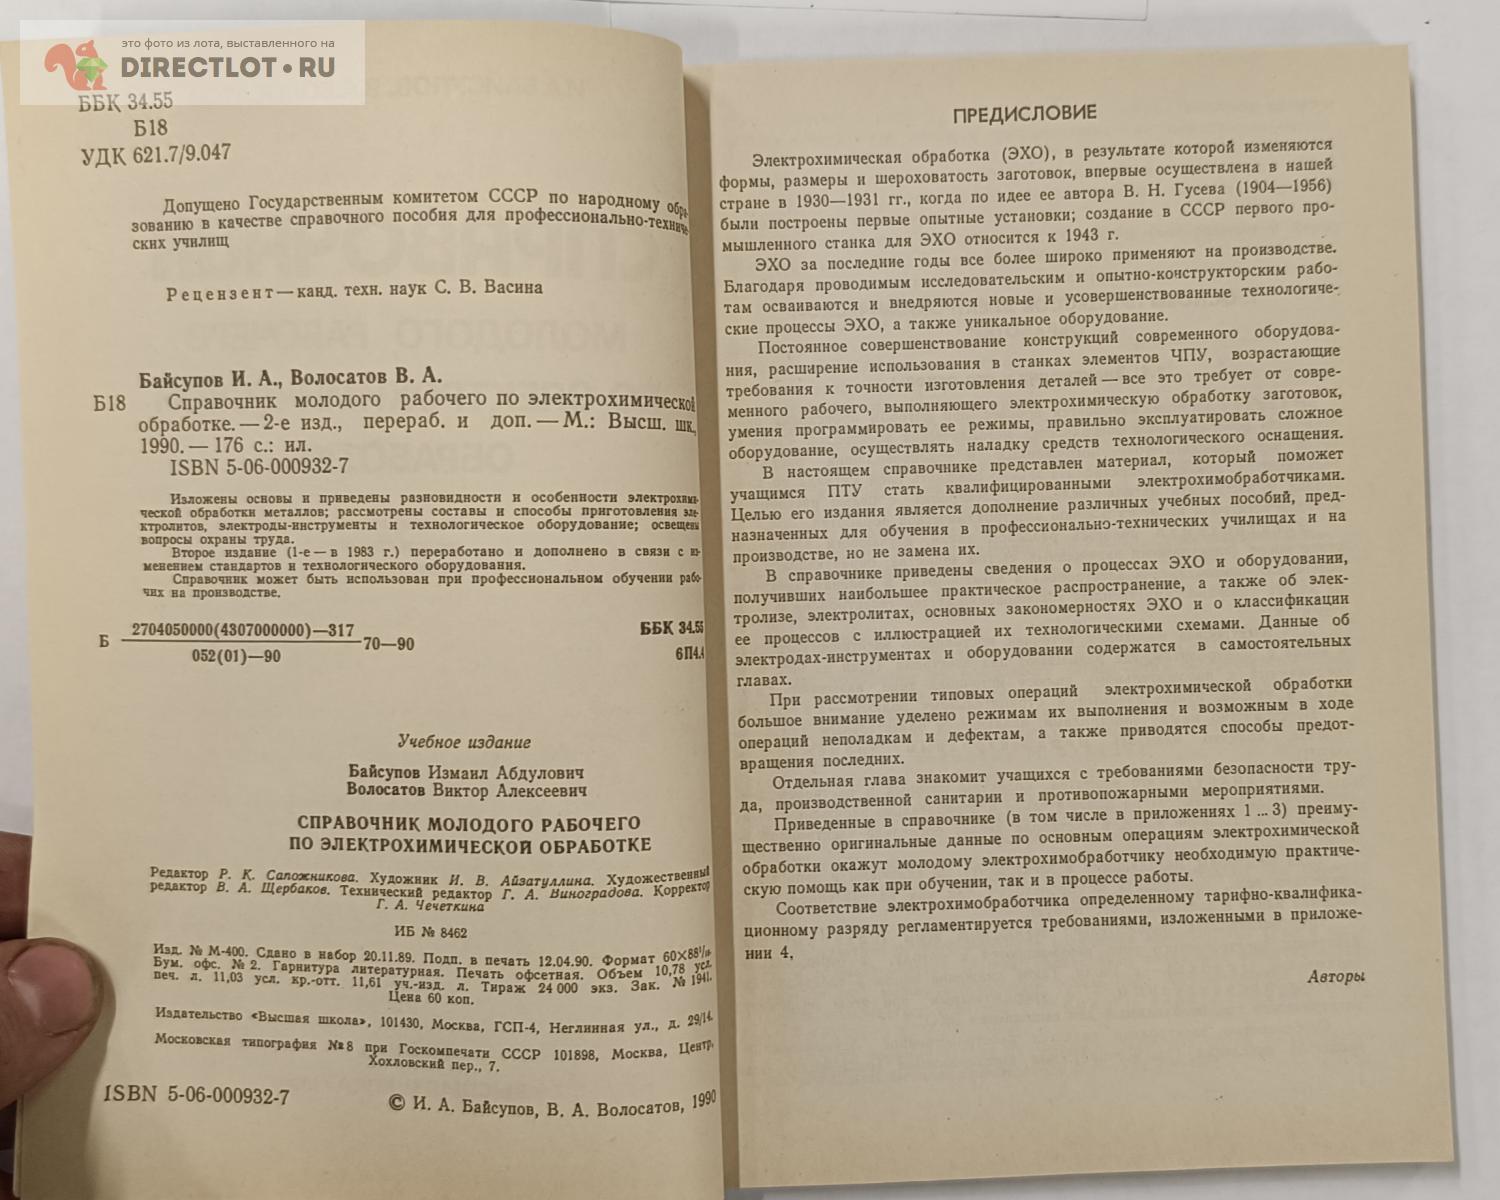 это фото из лота, выставленного на
DIRECTLOT.RU
ББК 34.55
Б18
УДК 621.7/9.047
Допущено Государственным комитетом СССР по народному обра-
зованию в качестве справочного пособия для профессионально-техниче-
ских училищ
Рецензент — канд. техн. наук С. В. Васина
Байсупов И. А., Волосатов В. А.
Б18 Справочник молодого рабочего по электрохимической
обработке. — 2-е изд., перераб. и доп. — М.: Высш. шк.,
1990. — 176 с.: ил.
ISBN 5-06-000932-7
Изложены основы и приведены разновидности и особенности электрохими-
ческой обработки металлов; рассмотрены составы и способы приготовления эле-
ктролитов, электроды-инструменты и технологическое оборудование; освещены
вопросы охраны труда.
Второе издание (1-е — в 1983 г.) переработано и дополнено в связи с из-
менением стандартов и технологического оборудования.
Справочник может быть использован при профессиональном обучении рабо-
чих на производстве.
Б 2704050000(4307000000)—317
052(01)—90
70—90
ББК 34.55
6П4.4
Учебное издание
Байсупов Измаил Абдулович
Волосатов Виктор Алексеевич
СПРАВОЧНИК МОЛОДОГО РАБОЧЕГО
ПО ЭЛЕКТРОХИМИЧЕСКОЙ ОБРАБОТКЕ
Редактор Р. К. Сапожникова. Художник И. В. Айзатуллина. Художественный
редактор В. А. Щербаков. Технический редактор Г. А. Виноградова. Корректор
Г. А. Чечеткина
ИБ № 8462
Изд. № М-400. Сдано в набор 20.11.89. Подп. в печать 12.04.90. Формат 60×88¹/₁₆.
Бум. офс. № 2. Гарнитура литературная. Печать офсетная. Объем 10,78 усл.
печ. л. 11,03 усл. кр.-отт. 11,61 уч.-изд. л. Тираж 24 000 экз. Зак. № 1941.
Цена 60 коп.
Издательство «Высшая школа», 101430, Москва, ГСП-4, Неглинная ул., д. 29/14.
Московская типография № 8 при Госкомпечати СССР 101898, Москва, Центр,
Хохловский пер., 7.
ISBN 5-06-000932-7
© И. А. Байсупов, В. А. Волосатов, 1990
ПРЕДИСЛОВИЕ
Электрохимическая обработка (ЭХО), в результате которой изменяются
формы, размеры и шероховатость заготовок, впервые осуществлена в нашей
стране в 1930—1931 гг., когда по идее ее автора В. Н. Гусева (1904—1956)
были построены первые опытные установки; создание в СССР первого про-
мышленного станка для ЭХО относится к 1943 г.
ЭХО за последние годы все более широко применяют на производстве.
Благодаря проводимым исследовательским и опытно-конструкторским рабо-
там осваиваются и внедряются новые и усовершенствованные технологиче-
ские процессы ЭХО, а также уникальное оборудование.
Постоянное совершенствование конструкций современного оборудова-
ния, расширение использования в станках элементов ЧПУ, возрастающие
требования к точности изготовления деталей — все это требует от совре-
менного рабочего, выполняющего электрохимическую обработку заготовок,
умения программировать ее режимы, правильно эксплуатировать сложное
оборудование, осуществлять наладку средств технологического оснащения.
В настоящем справочнике представлен материал, который поможет
учащимся ПТУ стать квалифицированными электрохимобработчиками.
Целью его издания является дополнение различных учебных пособий, пред-
назначенных для обучения в профессионально-технических училищах и на
производстве, но не замена их.
В справочнике приведены сведения о процессах ЭХО и оборудовании,
получивших наибольшее практическое распространение, а также об элек-
тролизе, электролитах, основных закономерностях ЭХО и о классификации
ее процессов с иллюстрацией их технологическими схемами. Данные об
электродах-инструментах и оборудовании содержатся в самостоятельных
главах.
При рассмотрении типовых операций электрохимической обработки
большое внимание уделено режимам их выполнения и возможным в ходе
операций неполадкам и дефектам, а также приводятся способы предот-
вращения последних.
Отдельная глава знакомит учащихся с требованиями безопасности тру-
да, производственной санитарии и противопожарными мероприятиями.
Приведенные в справочнике (в том числе в приложениях 1 ... 3) преиму-
щественно оригинальные данные по основным операциям электрохимической
обработки окажут молодому электрохимобработчику необходимую практиче-
скую помощь как при обучении, так и в процессе работы.
Соответствие электрохимобработчика определенному тарифно-квалифика-
ционному разряду регламентируется требованиями, изложенными в приложе-
нии 4.
Авторы